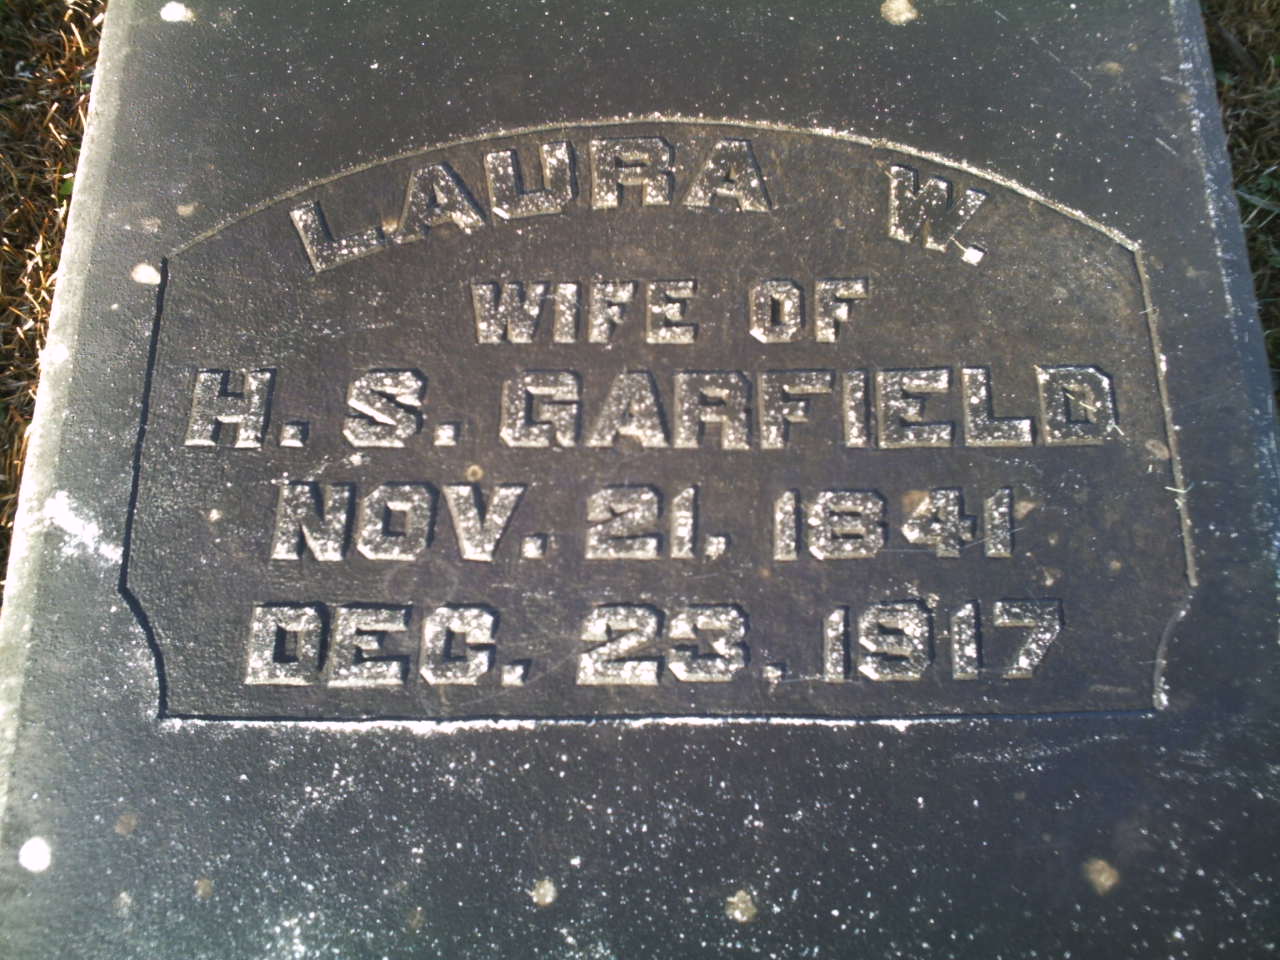 LAURA W.
WIFE OF
H. S. GARFIELD
NOV. 21, 1841
DEC. 23, 1917